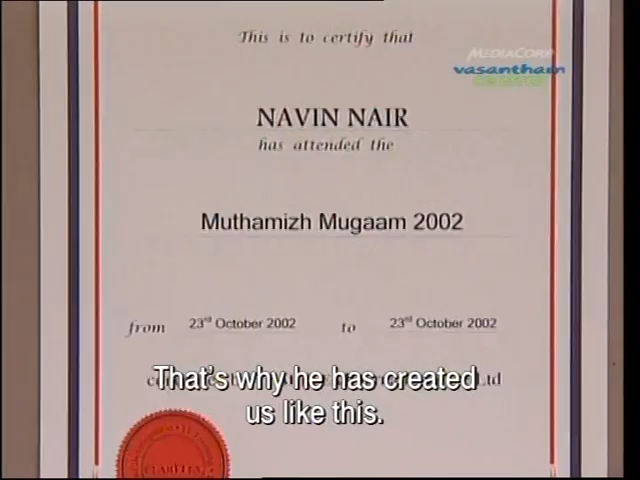 This is to certify that
MEDIACORP
vasantham
NAVIN NAIR
has attended the
Muthamizh Mugaam 2002
from 23rd October 2002 to 23rd October 2002
Ltd
That's why he has created
us like this.